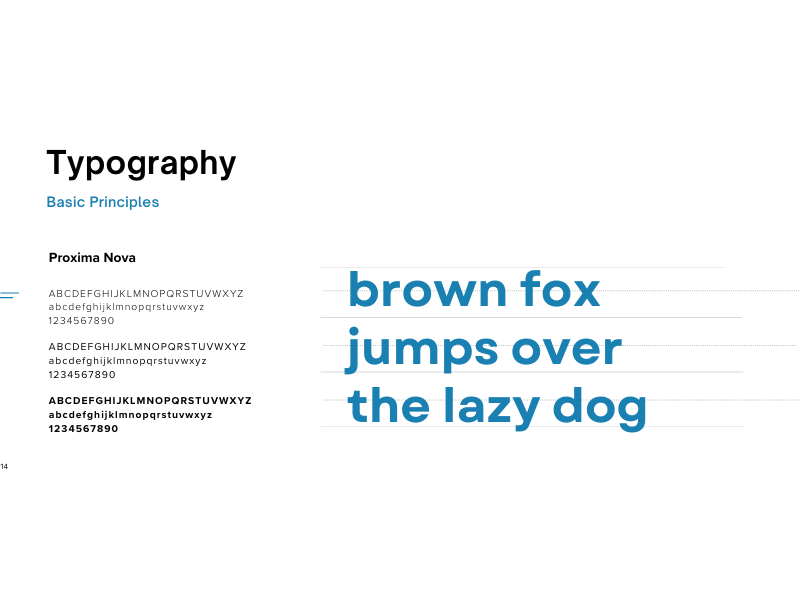 Typography
Basic Principles
Proxima Nova
ABCDEFGHIJKLMNOPQRSTUVWXYZ
abcdefghijklmnopqrstuvwxyz
1234567890
ABCDEFGHIJKLMNOPQRSTUVWXYZ
abcdefghijklmnopqrstuvwxyz
1234567890
ABCDEFGHIJKLMNOPQRSTUVWXYZ
abcdefghijklmnopqrstuvwxyz
1234567890
brown fox
jumps over
the lazy dog
14